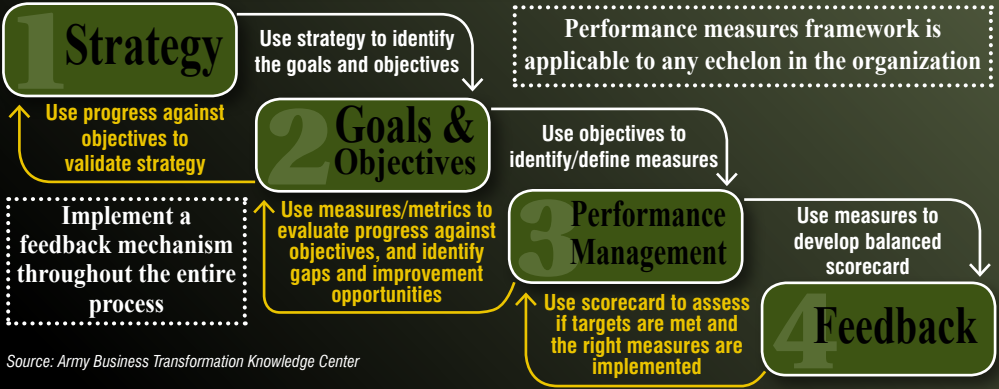 1 Strategy
Use strategy to identify
the goals and objectives
Performance measures framework is
applicable to any echelon in the organization
Use progress against
objectives to
validate strategy
2 Goals &
Objectives
Use objectives to
identify/define measures
Implement a
feedback mechanism
throughout the entire
process
Use measures/metrics to
evaluate progress against
objectives, and identify
gaps and improvement
opportunities
3 Performance
Management
Use measures to
develop balanced
scorecard
Use scorecard to assess
if targets are met and
the right measures are
implemented
4 Feedback
Source: Army Business Transformation Knowledge Center